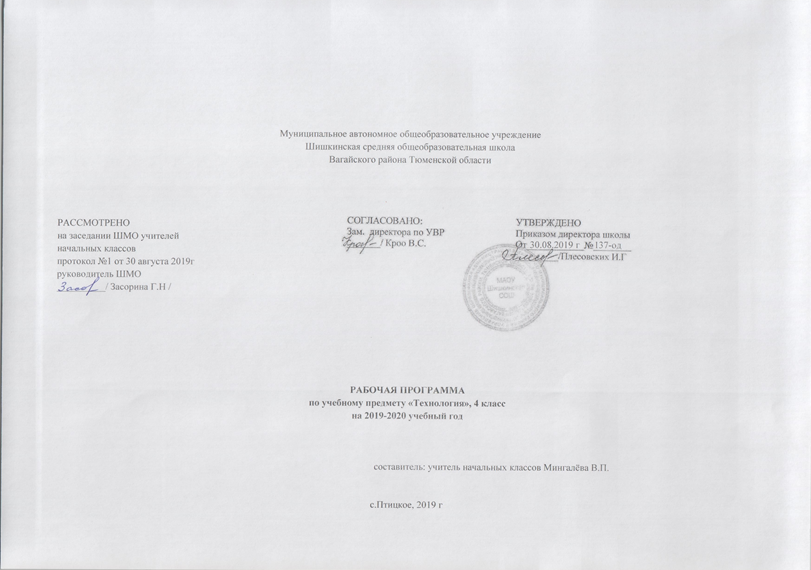 Муниципальное автономное общеобразовательное учреждение
Шишкинская средняя общеобразовательная школа
Вагайского района Тюменской области
РАССМОТРЕНО
на заседании ШМО учителей
начальных классов
протокол №1 от 30 августа 2019г
руководитель ШМО
/ Засорина Г.Н /
СОГЛАСОВАНО:
Зам. директора по УВР
/ Кроо В.С.
УТВЕРЖДЕНО
Приказом директора школы
От 30.08.2019 г №137-од
/Плесовских И.Г
РАБОЧАЯ ПРОГРАММА
по учебному предмету «Технология», 4 класс
на 2019-2020 учебный год
составитель: учитель начальных классов Мингалёва В.П.
с.Птицкое, 2019 г